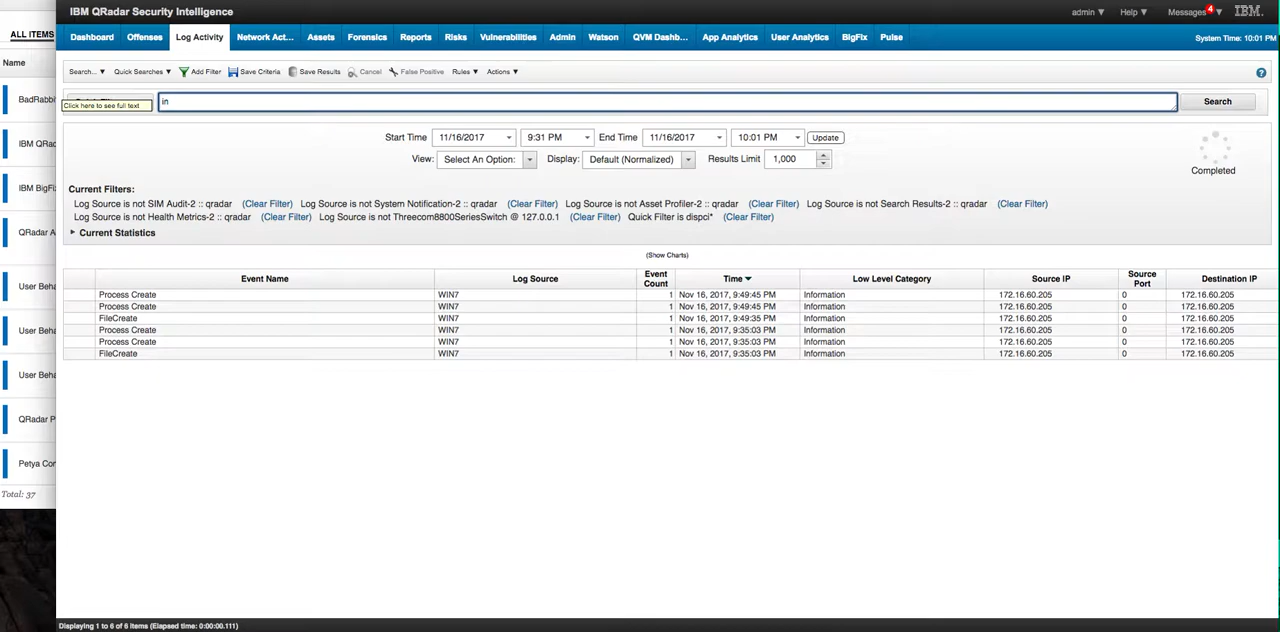 IBM QRadar Security Intelligence
admin ▼ Help ▼ Messages 4 ▼ IBM.
ALL ITEMS
Dashboard Offenses Log Activity Network Act... Assets Forensics Reports Risks Vulnerabilities Admin Watson QVM Dashb... App Analytics User Analytics BigFix Pulse
System Time: 10:01 PM
Name
Search... ▼ Quick Searches ▼ Add Filter Save Criteria Save Results Cancel False Positive Rules ▼ Actions ▼
BadRabbi
Click here to see full text
in
Search
Start Time 11/16/2017 9:31 PM End Time 11/16/2017 10:01 PM Update
View: Select An Option: Display: Default (Normalized) Results Limit 1,000
Completed
IBM QRa
IBM BigFi
QRadar A
User Beha
User Beha
User Beha
QRadar P
Petya Con
Total: 37
Current Filters:
Log Source is not SIM Audit-2 :: qradar (Clear Filter) Log Source is not System Notification-2 :: qradar (Clear Filter) Log Source is not Asset Profiler-2 :: qradar (Clear Filter) Log Source is not Search Results-2 :: qradar (Clear Filter)
Log Source is not Health Metrics-2 :: qradar (Clear Filter) Log Source is not Threecom8800SeriesSwitch @ 127.0.0.1 (Clear Filter) Quick Filter is dispci* (Clear Filter)
Current Statistics
(Show Charts)
Event Name Log Source Event Count Time ▼ Low Level Category Source IP Source Port Destination IP
Process Create WIN7 1 Nov 16, 2017, 9:49:45 PM Information 172.16.60.205 0 172.16.60.205
Process Create WIN7 1 Nov 16, 2017, 9:49:45 PM Information 172.16.60.205 0 172.16.60.205
FileCreate WIN7 1 Nov 16, 2017, 9:49:35 PM Information 172.16.60.205 0 172.16.60.205
Process Create WIN7 1 Nov 16, 2017, 9:35:03 PM Information 172.16.60.205 0 172.16.60.205
Process Create WIN7 1 Nov 16, 2017, 9:35:03 PM Information 172.16.60.205 0 172.16.60.205
FileCreate WIN7 1 Nov 16, 2017, 9:35:03 PM Information 172.16.60.205 0 172.16.60.205
Displaying 1 to 6 of 6 items (Elapsed time: 0:00:00.111)